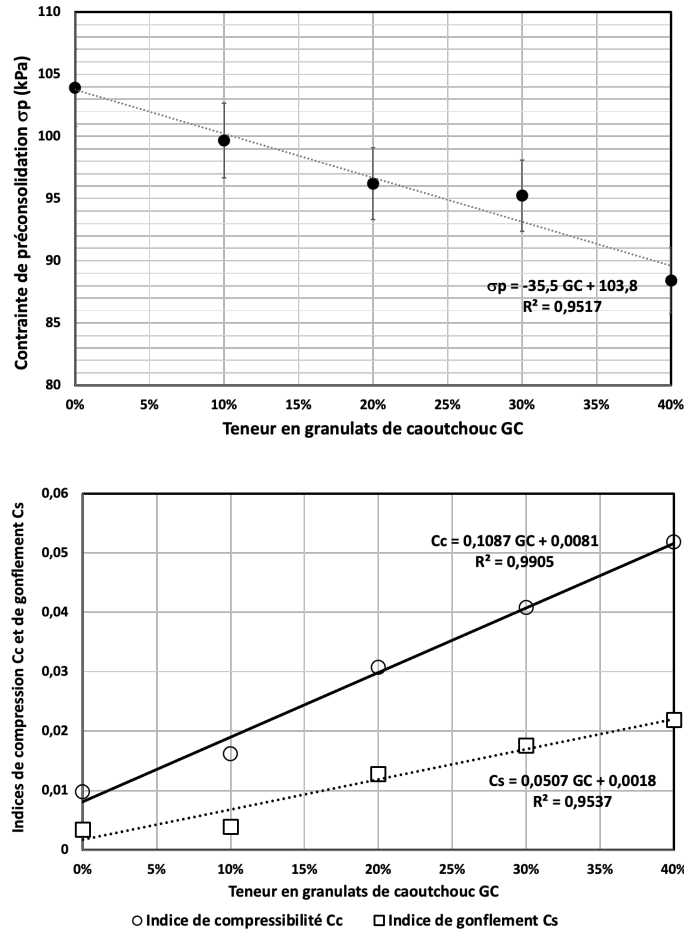 Contrainte de préconsolidation σp (kPa)
110
105
100
95
90
85
80
σp = -35,5 GC + 103,8
R² = 0,9517
0% 5% 10% 15% 20% 25% 30% 35% 40%
Teneur en granulats de caoutchouc GC
Indices de compression Cc et de gonflement Cs
0,06
0,05
0,04
0,03
0,02
0,01
0
Cc = 0,1087 GC + 0,0081
R² = 0,9905
Cs = 0,0507 GC + 0,0018
R² = 0,9537
0% 10% 20% 30% 40%
Teneur en granulats de caoutchouc GC
Indice de compressibilité Cc Indice de gonflement Cs